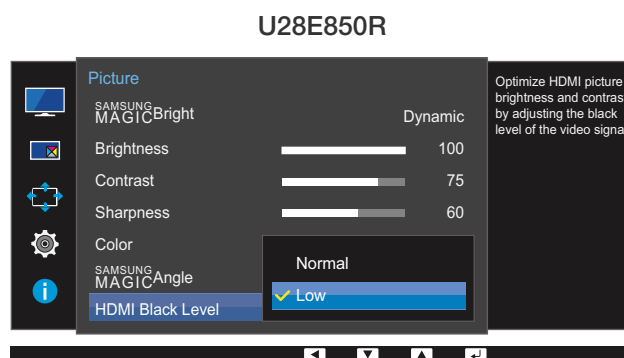 U28E850R
Picture
SAMSUNG
MAGICBright Dynamic
Brightness 100
Contrast 75
Sharpness 60
Color
SAMSUNG
MAGICAngle
HDMI Black Level
Normal
Low
Optimize HDMI picture
brightness and contras
by adjusting the black
level of the video signa